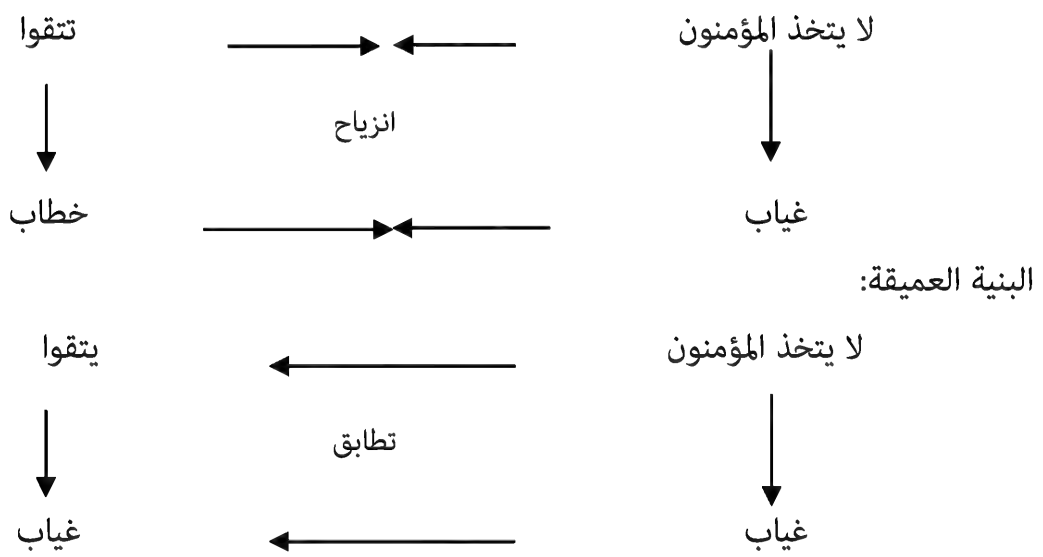 لا يتخذ المؤمنون تتقوا
انزياح
غياب خطاب
البنية العميقة:
لا يتخذ المؤمنون يتقوا
تطابق
غياب غياب